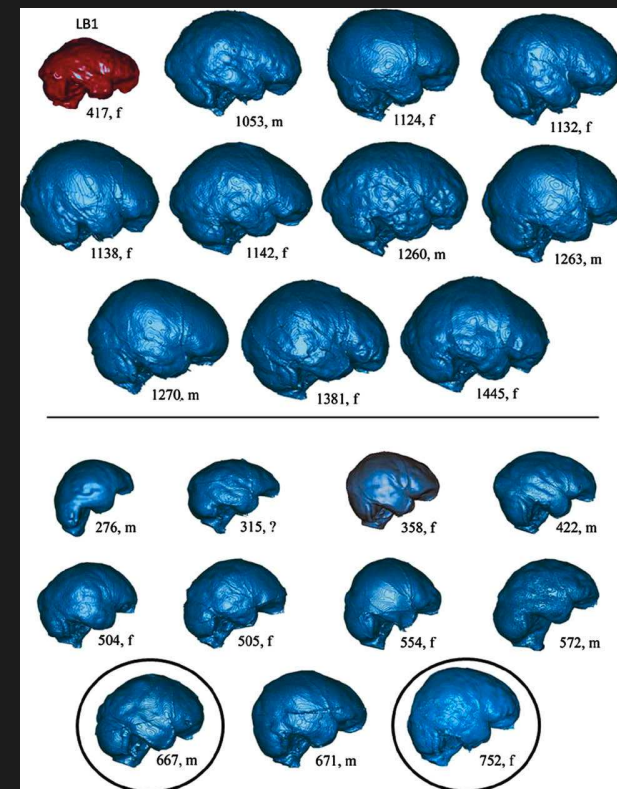 LB1
417, f
1053, m
1124, f
1132, f
1138, f
1142, f
1260, m
1263, m
1270, m
1381, f
1445, f
276, m
315, ?
358, f
422, m
504, f
505, f
554, f
572, m
667, m
671, m
752, f